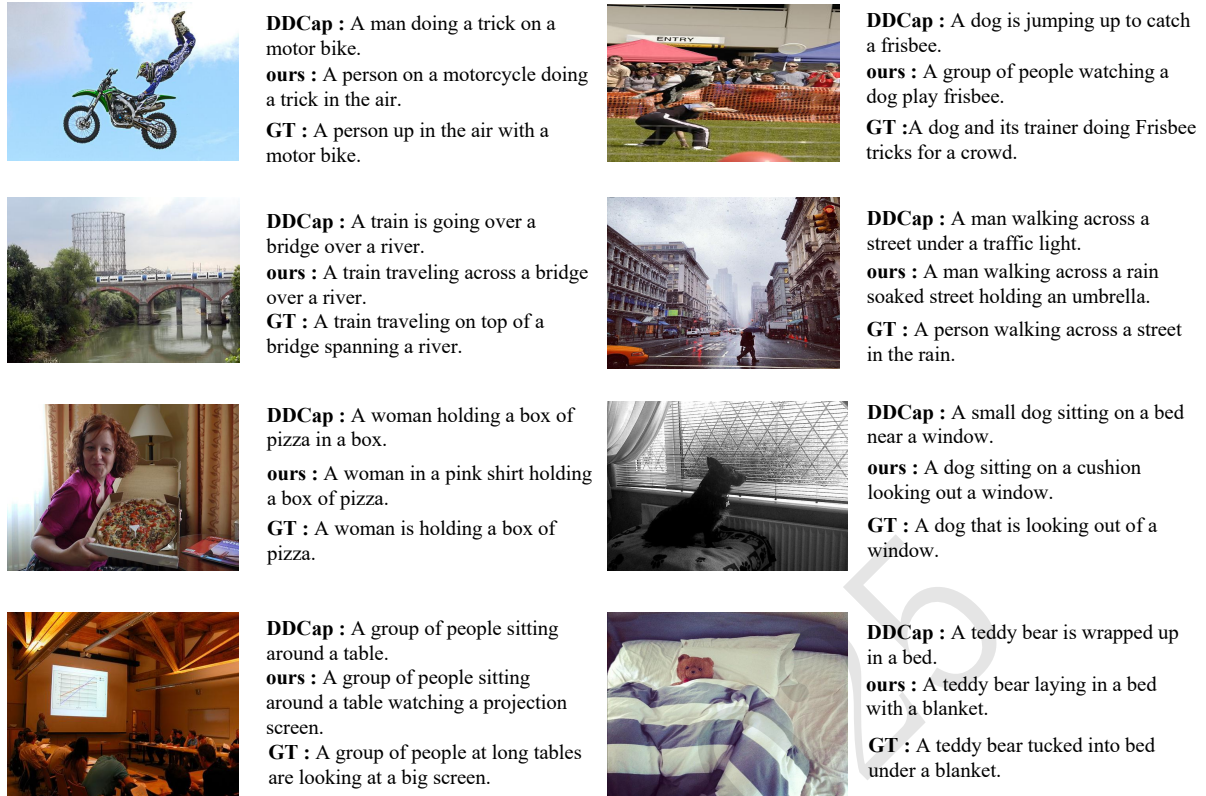 DDCap : A man doing a trick on a
motor bike.
ours : A person on a motorcycle doing
a trick in the air.
GT : A person up in the air with a
motor bike.
ENTRY
DDCap : A dog is jumping up to catch
a frisbee.
ours : A group of people watching a
dog play frisbee.
GT :A dog and its trainer doing Frisbee
tricks for a crowd.
DDCap : A train is going over a
bridge over a river.
ours : A train traveling across a bridge
over a river.
GT : A train traveling on top of a
bridge spanning a river.
DDCap : A man walking across a
street under a traffic light.
ours : A man walking across a rain
soaked street holding an umbrella.
GT : A person walking across a street
in the rain.
DDCap : A woman holding a box of
pizza in a box.
ours : A woman in a pink shirt holding
a box of pizza.
GT : A woman is holding a box of
pizza.
DDCap : A small dog sitting on a bed
near a window.
ours : A dog sitting on a cushion
looking out a window.
GT : A dog that is looking out of a
window.
DDCap : A group of people sitting
around a table.
ours : A group of people sitting
around a table watching a projection
screen.
GT : A group of people at long tables
are looking at a big screen.
DDCap : A teddy bear is wrapped up
in a bed.
ours : A teddy bear laying in a bed
with a blanket.
GT : A teddy bear tucked into bed
under a blanket.
25